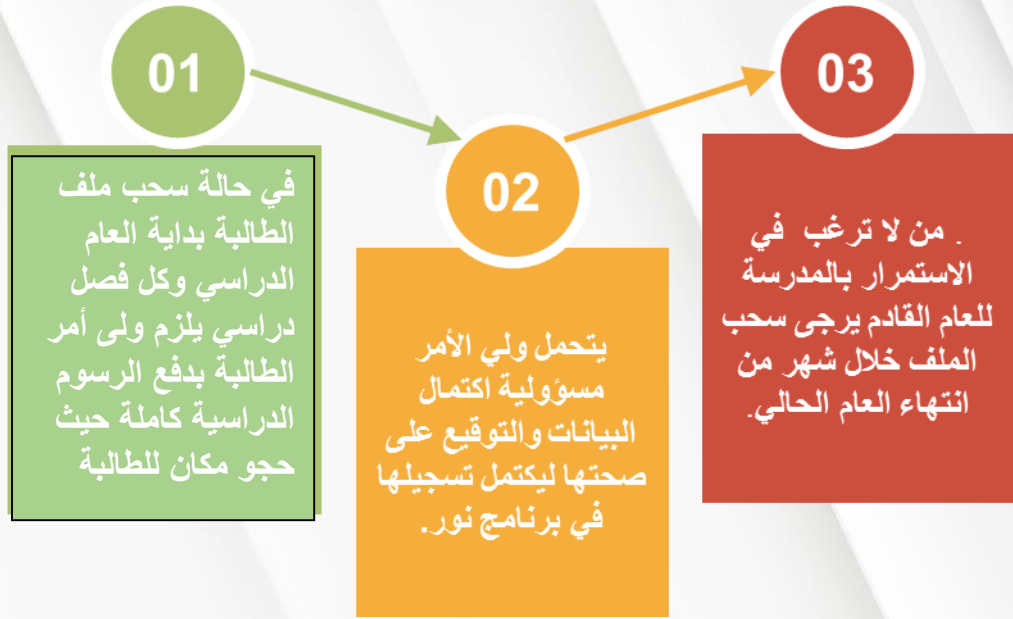 01
في حالة سحب ملف
الطالبة بداية العام
الدراسي وكل فصل
دراسي يلزم ولى أمر
الطالبة بدفع الرسوم
الدراسية كاملة حيث
حجو مكان للطالبة
02
يتحمل ولي الأمر
مسؤولية اكتمال
البيانات والتوقيع على
صحتها ليكتمل تسجيلها
في برنامج نور.
03
. من لا ترغب في
الاستمرار بالمدرسة
للعام القادم يرجى سحب
الملف خلال شهر من
انتهاء العام الحالي.